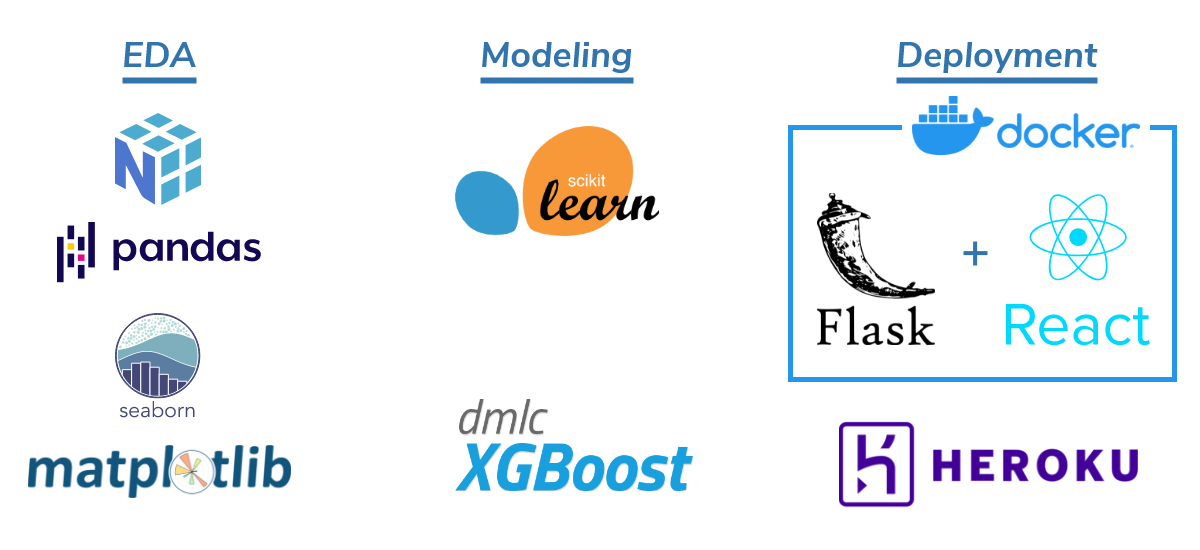 EDA
N
pandas
seaborn
matplotlib
Modeling
scikit
learn
dmlc
XGBoost
Deployment
docker
Flask
+
React
HEROKU